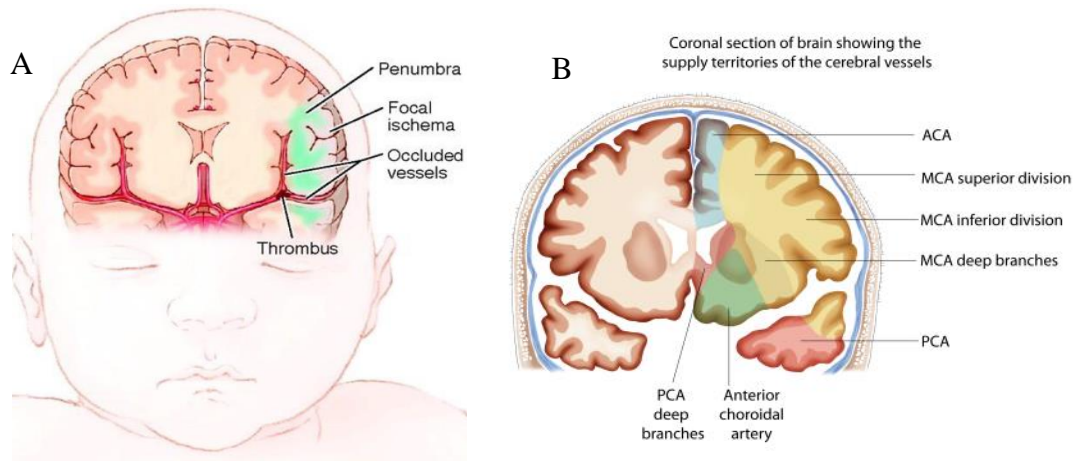 A
Penumbra
Focal
ischema
Occluded
vessels
Thrombus
B
Coronal section of brain showing the
supply territories of the cerebral vessels
ACA
MCA superior division
MCA inferior division
MCA deep branches
PCA
PCA
deep
branches
Anterior
choroidal
artery